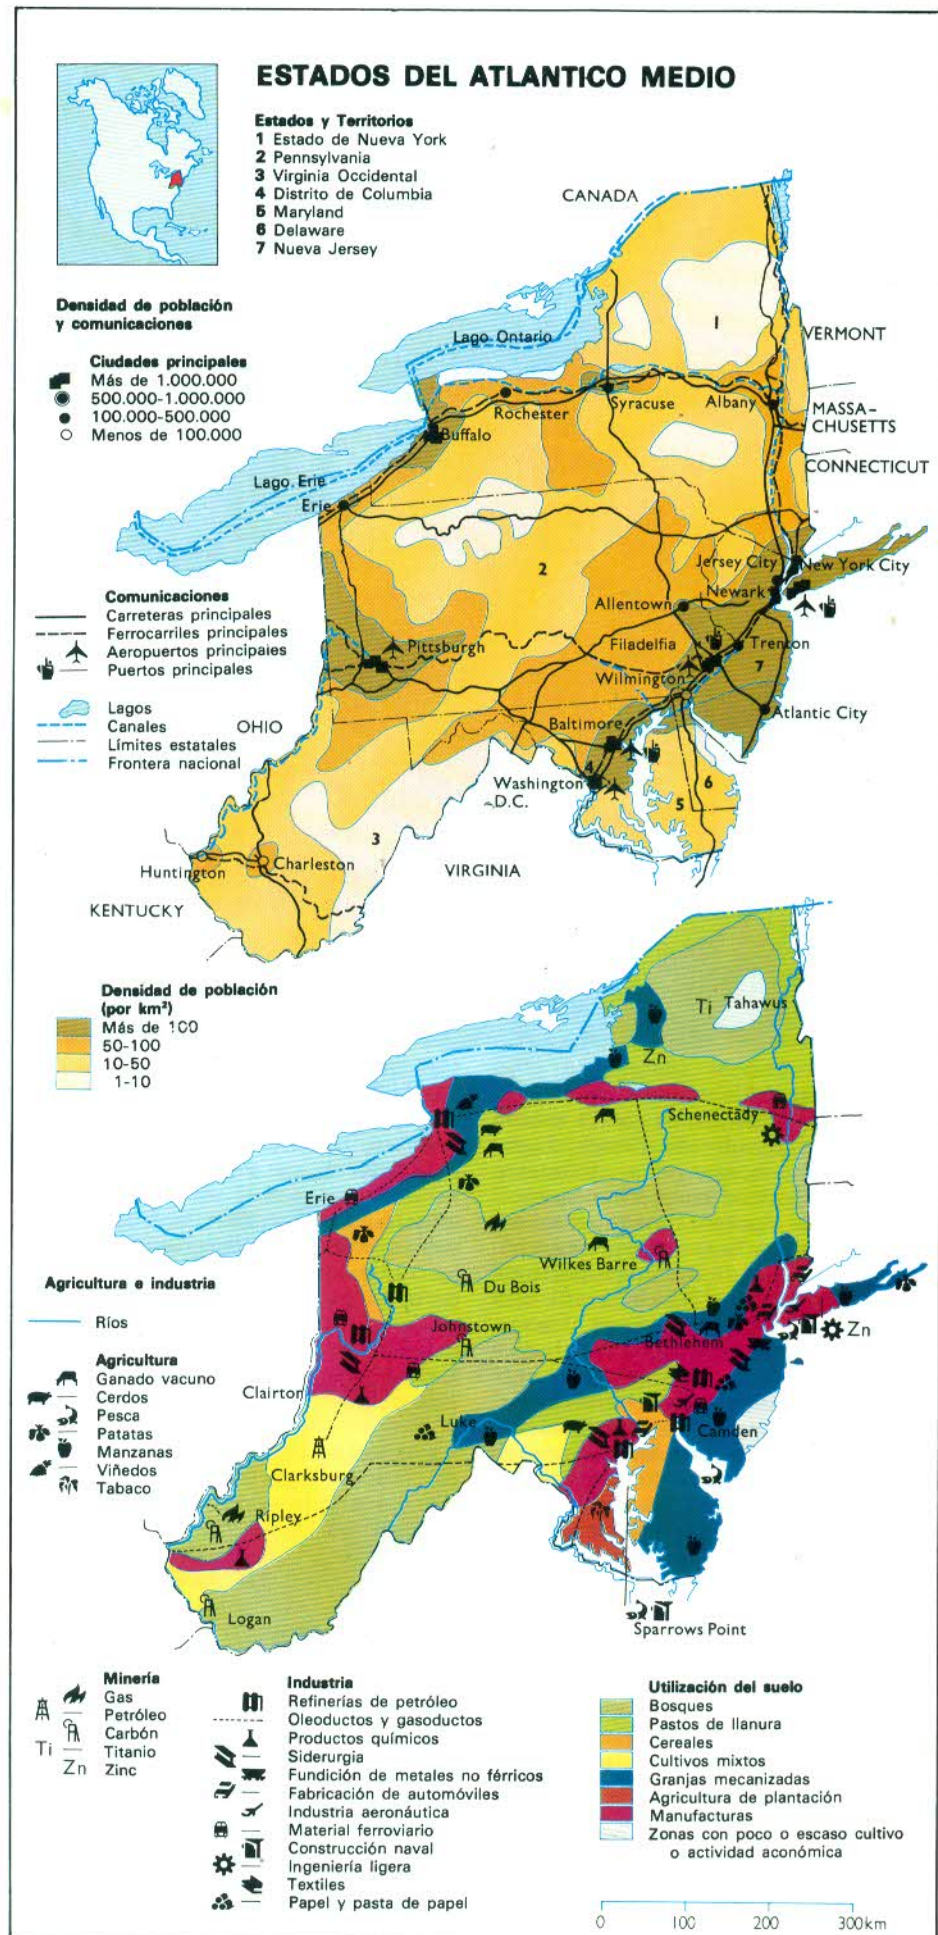 ESTADOS DEL ATLANTICO MEDIO
Estados y Territorios
1 Estado de Nueva York
2 Pennsylvania
3 Virginia Occidental
4 Distrito de Columbia
5 Maryland
6 Delaware
7 Nueva Jersey
Densidad de población
y comunicaciones
Ciudades principales
Más de 1.000.000
500.000-1.000.000
100.000-500.000
Menos de 100.000
CANADA
Lago Ontario
1
VERMONT
Rochester
Syracuse
Albany
MASSA-
CHUSETTS
Buffalo
CONNECTICUT
Lago Erie
Erie
2
Jersey City
New York City
Newark
Allentown
Filadelfia
Trenton
Pittsburgh
7
Wilmington
Atlantic City
Baltimore
OHIO
4
Washington
D.C.
6
5
3
Huntington
Charleston
VIRGINIA
KENTUCKY
Comunicaciones
Carreteras principales
Ferrocarriles principales
Aeropuertos principales
Puertos principales
Lagos
Canales
Límites estatales
Frontera nacional
Densidad de población
(por km²)
Más de 100
50-100
10-50
1-10
Ti
Tahawus
Zn
Schenectady
Erie
Wilkes Barre
Du Bois
Johnstown
Bethlehem
Zn
Clairton
Luke
Camden
Clarksburg
Ripley
Logan
Sparrows Point
Agricultura e industria
Ríos
Agricultura
Ganado vacuno
Cerdos
Pesca
Patatas
Manzanas
Viñedos
Tabaco
Minería
Gas
Petróleo
Carbón
Ti Titanio
Zn Zinc
Industria
Refinerías de petróleo
Oleoductos y gasoductos
Productos químicos
Siderurgia
Fundición de metales no férricos
Fabricación de automóviles
Industria aeronáutica
Material ferroviario
Construcción naval
Ingeniería ligera
Textiles
Papel y pasta de papel
Utilización del suelo
Bosques
Pastos de llanura
Cereales
Cultivos mixtos
Granjas mecanizadas
Agricultura de plantación
Manufacturas
Zonas con poco o escaso cultivo
o actividad aconómica
0 100 200 300km